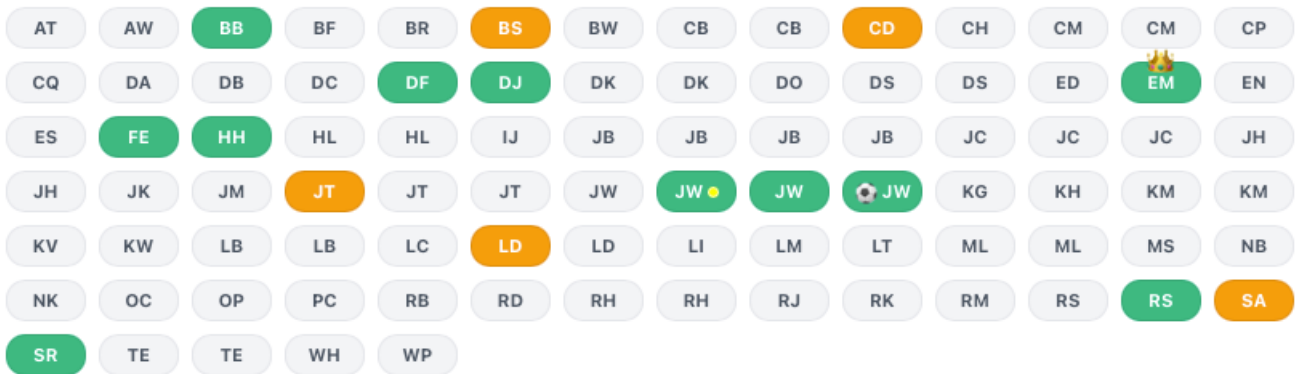 AT AW BB BF BR BS BW CB CB CD CH CM CM CP
CQ DA DB DC DF DJ DK DK DO DS DS ED EM EN
ES FE HH HL HL IJ JB JB JB JB JC JC JC JH
JH JK JM JT JT JT JW JW JW JW KG KH KM KM
KV KW LB LB LC LD LD LI LM LT ML ML MS NB
NK OC OP PC RB RD RH RH RJ RK RM RS RS SA
SR TE TE WH WP